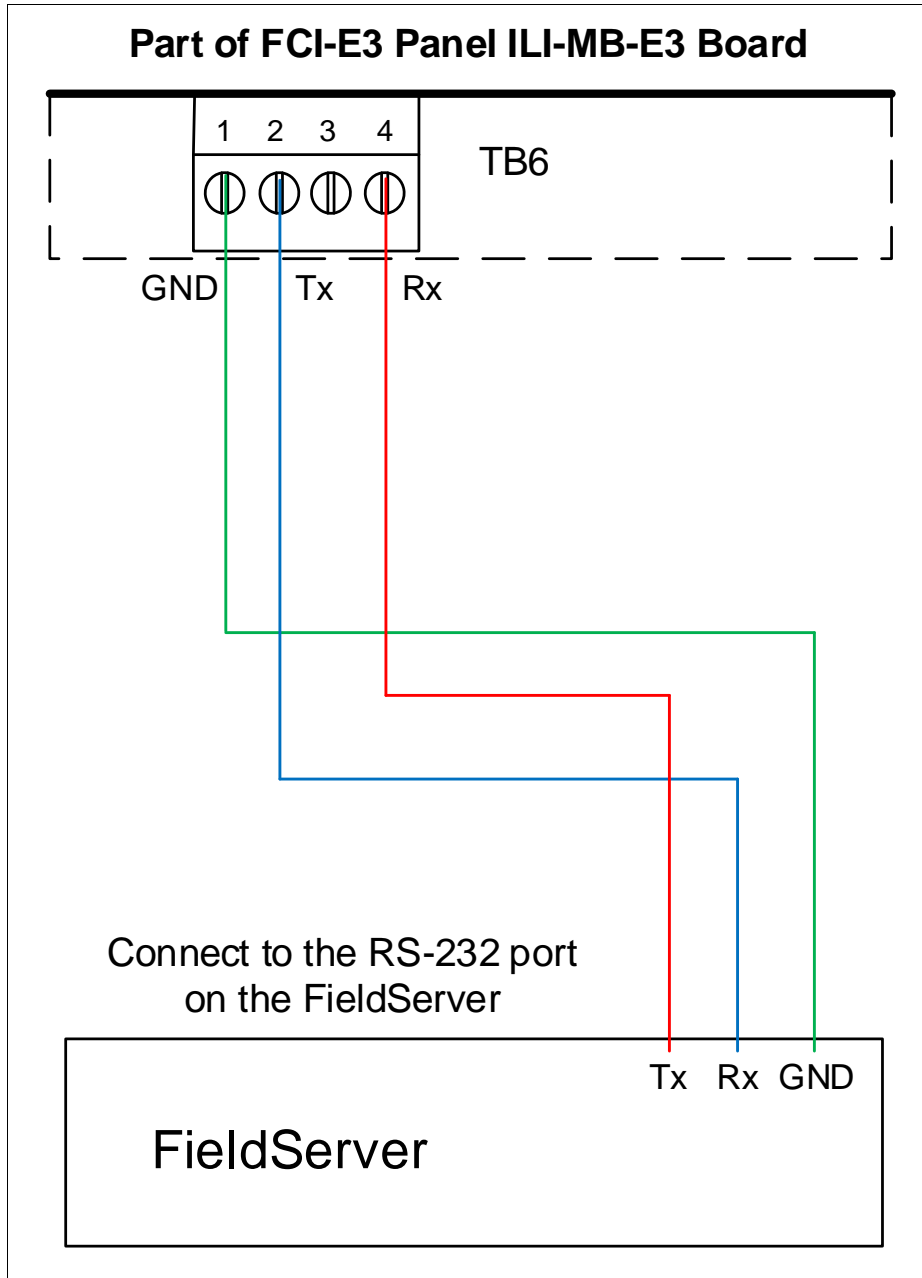 Part of FCI-E3 Panel ILI-MB-E3 Board
1 2 3 4
TB6
GND Tx Rx
Connect to the RS-232 port
on the FieldServer
Tx Rx GND
FieldServer